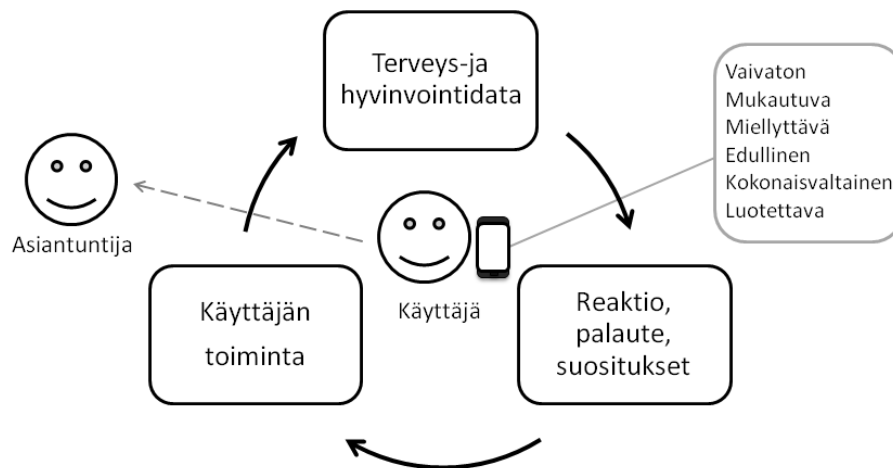 Terveys-ja
hyvinvointidata
Vaivaton
Mukautuva
Miellyttävä
Edullinen
Kokonaisvaltainen
Luotettava
Asiantuntija
Käyttäjä
Käyttäjän
toiminta
Reaktio,
palaute,
suositukset